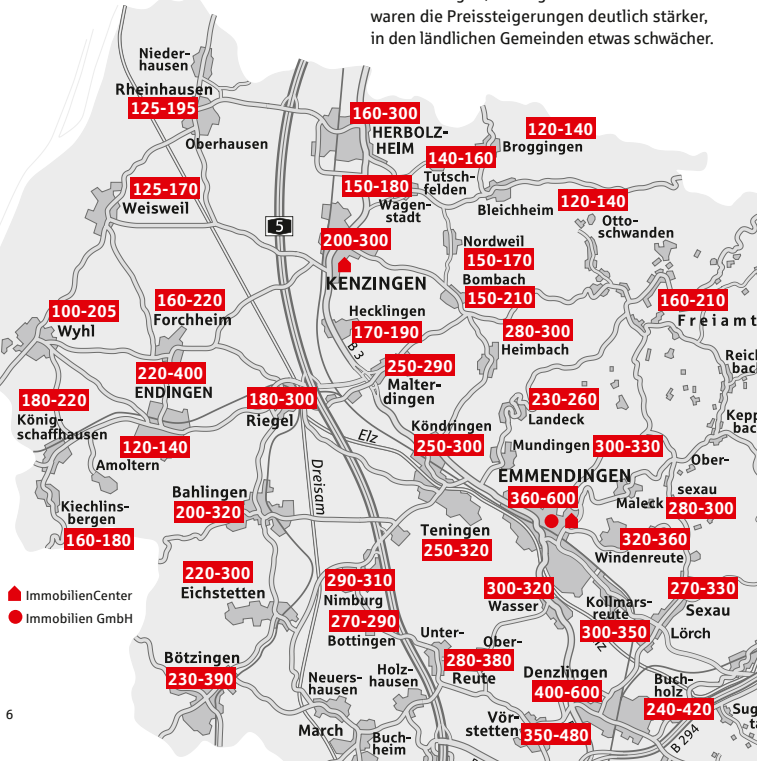 waren die Preissteigerungen deutlich stärker,
in den ländlichen Gemeinden etwas schwächer.
Nieder-
hausen
Rheinhausen
125-195
Oberhausen
160-300
HERBOLZ-
HEIM
120-140
Broggingen
140-160
Tutsch-
felden
125-170
Weisweil
150-180
Wagen-
stadt
Bleichheim
120-140
Otto-
schwanden
5
200-300
KENZINGEN
Nordweil
150-170
Bombach
150-210
100-205
Wyhl
160-220
Forchheim
Hecklingen
170-190
B 3
280-300
Heimbach
160-210
Freiamt
220-400
ENDINGEN
250-290
Malter-
dingen
180-220
König-
schaffhausen
180-300
Riegel
230-260
Landeck
120-140
Amoltern
Elz
Köndringen
250-300
Mundingen
300-330
Ober-
sexau
280-300
Dreisam
EMMENDINGEN
360-600
Maleck
Kiechlins-
bergen
160-180
Bahlingen
200-320
Teningen
250-320
320-360
Windenreute
220-300
Eichstetten
290-310
Nimburg
270-290
Bottingen
300-320
Wasser
Kollmars-
reute
300-350
270-330
Sexau
Lörch
ImmobilienCenter
Immobilien GmbH
Unter-
Ober-
280-380
Reute
Bötzingen
230-390
Neuers-
hausen
Holz-
hausen
Denzlingen
400-600
Buch-
holz
240-420
6
March
Buch-
heim
Vör-
stetten
350-480
B 294